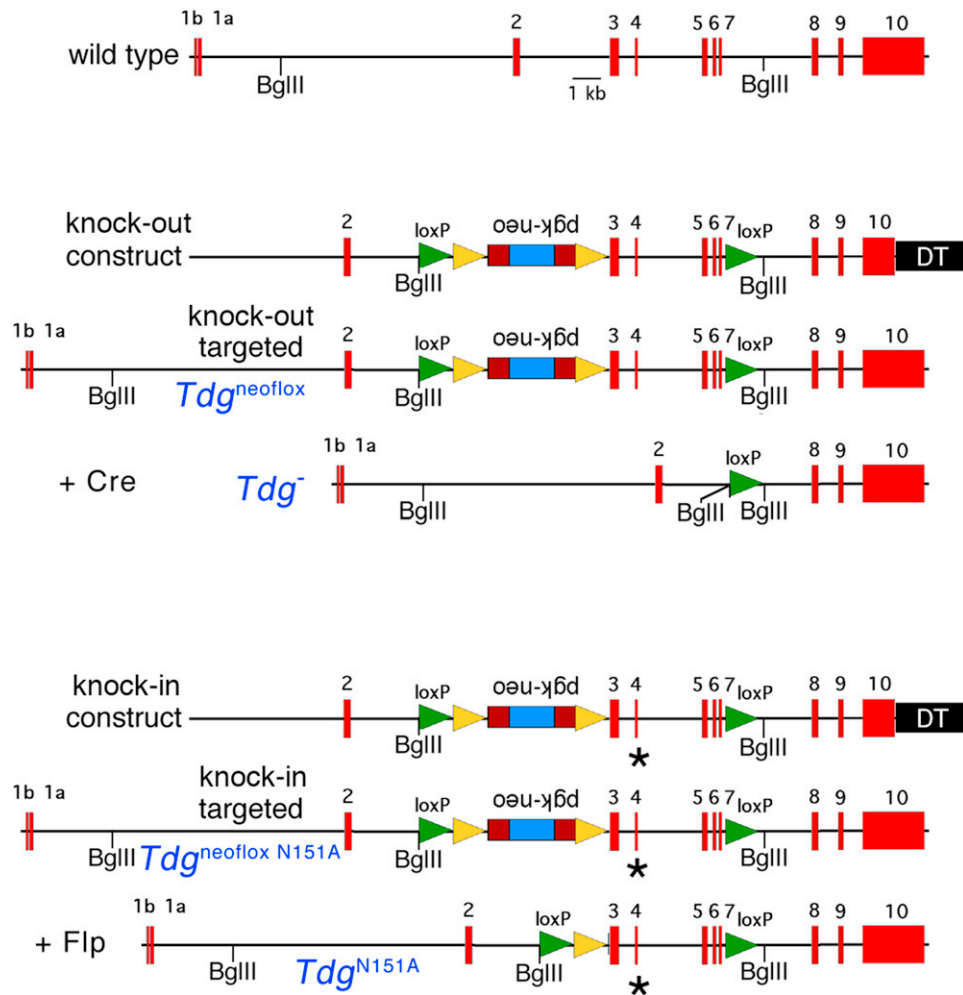 1b 1a 2 3 4 5 6 7 8 9 10
wild type
BglII 1 kb BglII
knock-out construct
2 loxP pgk-neo 3 4 5 6 7 loxP 8 9 10
DT
BglII BglII
knock-out targeted
1b 1a 2 loxP pgk-neo 3 4 5 6 7 loxP 8 9 10
BglII Tdg^neoflox BglII BglII
1b 1a 2 loxP 8 9 10
+ Cre Tdg^-
BglII BglII BglII
knock-in construct
2 loxP pgk-neo 3 4 5 6 7 loxP 8 9 10
DT
BglII * BglII
knock-in targeted
1b 1a 2 loxP pgk-neo 3 4 5 6 7 loxP 8 9 10
BglII Tdg^neoflox N151A BglII * BglII
1b 1a 2 loxP 3 4 5 6 7 loxP 8 9 10
+ Flp
BglII Tdg^N151A BglII * BglII